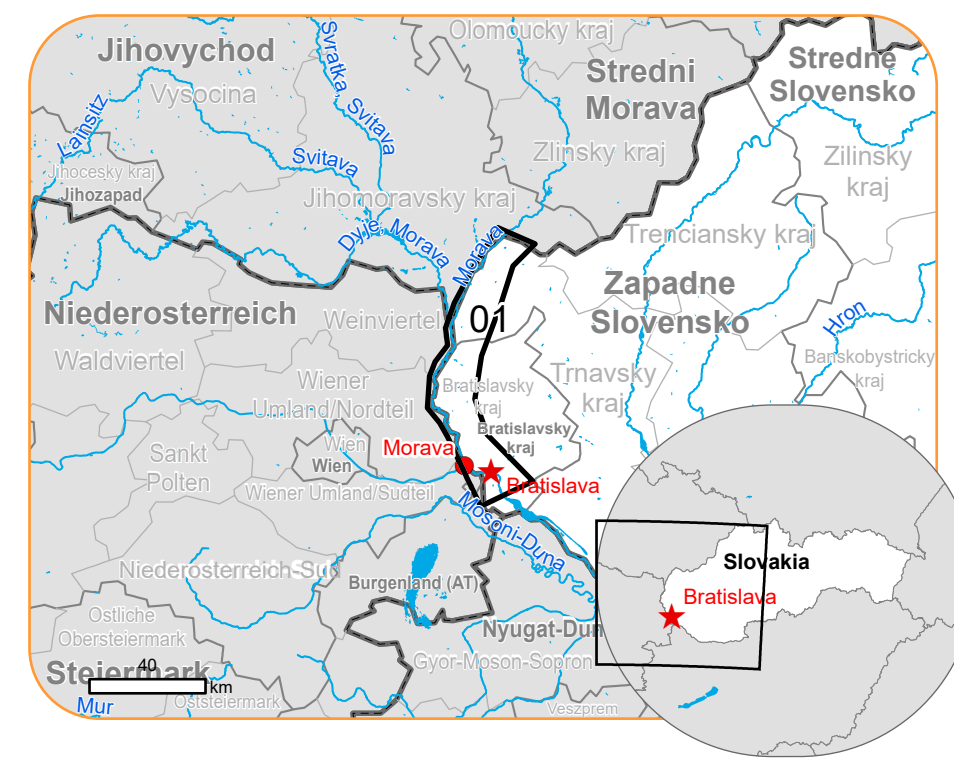 Olomoucky kraj
Jihovychod
Stredni
Morava
Stredne
Slovensko
Vysocina
Svratka, Svitava
Lainsitz
Svitava
Zlinsky kraj
Zilinsky
kraj
Jihocesky kraj
Jihozapad
Jihomoravsky kraj
Dyje, Morava
Morava
Trenciansky kraj
Zapadne
Slovensko
Niederosterreich
Weinviertel
01
Hron
Waldviertel
Banskobystricky
kraj
Wiener
Umland/Nordteil
Bratislavsky
kraj
Trnavsky
kraj
Bratislavsky
kraj
Sankt
Polten
Wien
Wien
Morava
Bratislava
Wiener Umland/Sudteil
Mosoni-Duna
Niederosterreich-Sud
Burgenland (AT)
Slovakia
Bratislava
Ostliche
Obersteiermark
Nyugat-Dun
Gyor-Moson-Sopron
Steiermark
40
km
Oststeiermark
Mur
Veszprem